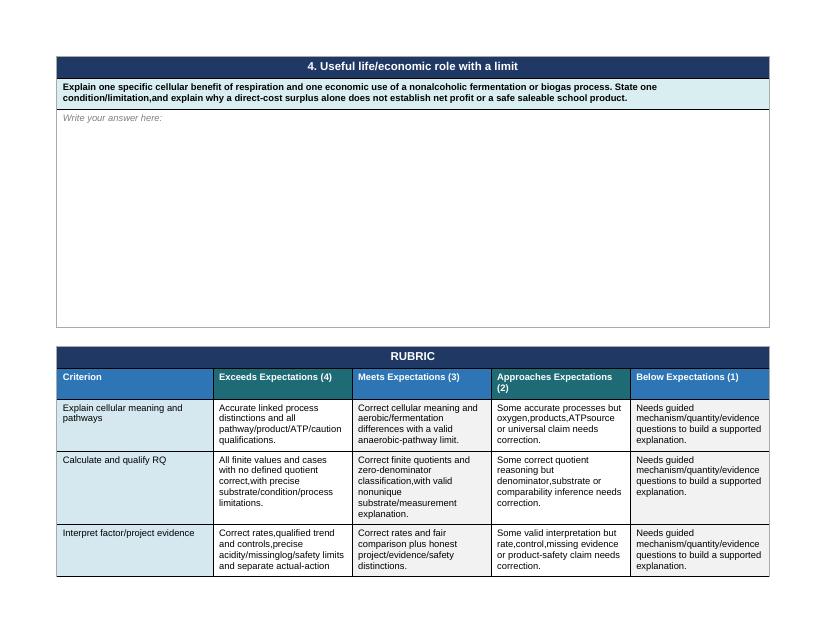 4. Useful life/economic role with a limit
Explain one specific cellular benefit of respiration and one economic use of a nonalcoholic fermentation or biogas process. State one
condition/limitation,and explain why a direct-cost surplus alone does not establish net profit or a safe saleable school product.
Write your answer here:
RUBRIC
Criterion
Exceeds Expectations (4)
Meets Expectations (3)
Approaches Expectations
(2)
Below Expectations (1)
Explain cellular meaning and
pathways
Accurate linked process
distinctions and all
pathway/product/ATP/caution
qualifications.
Correct cellular meaning and
aerobic/fermentation
differences with a valid
anaerobic-pathway limit.
Some accurate processes but
oxygen,products,ATPsource
or universal claim needs
correction.
Needs guided
mechanism/quantity/evidence
questions to build a supported
explanation.
Calculate and qualify RQ
All finite values and cases
with no defined quotient
correct,with precise
substrate/condition/process
limitations.
Correct finite quotients and
zero-denominator
classification,with valid
nonunique
substrate/measurement
explanation.
Some correct quotient
reasoning but
denominator,substrate or
comparability inference needs
correction.
Needs guided
mechanism/quantity/evidence
questions to build a supported
explanation.
Interpret factor/project evidence
Correct rates,qualified trend
and controls,precise
acidity/missinglog/safety limits
and separate actual-action
Correct rates and fair
comparison plus honest
project/evidence/safety
distinctions.
Some valid interpretation but
rate,control,missing evidence
or product-safety claim needs
correction.
Needs guided
mechanism/quantity/evidence
questions to build a supported
explanation.